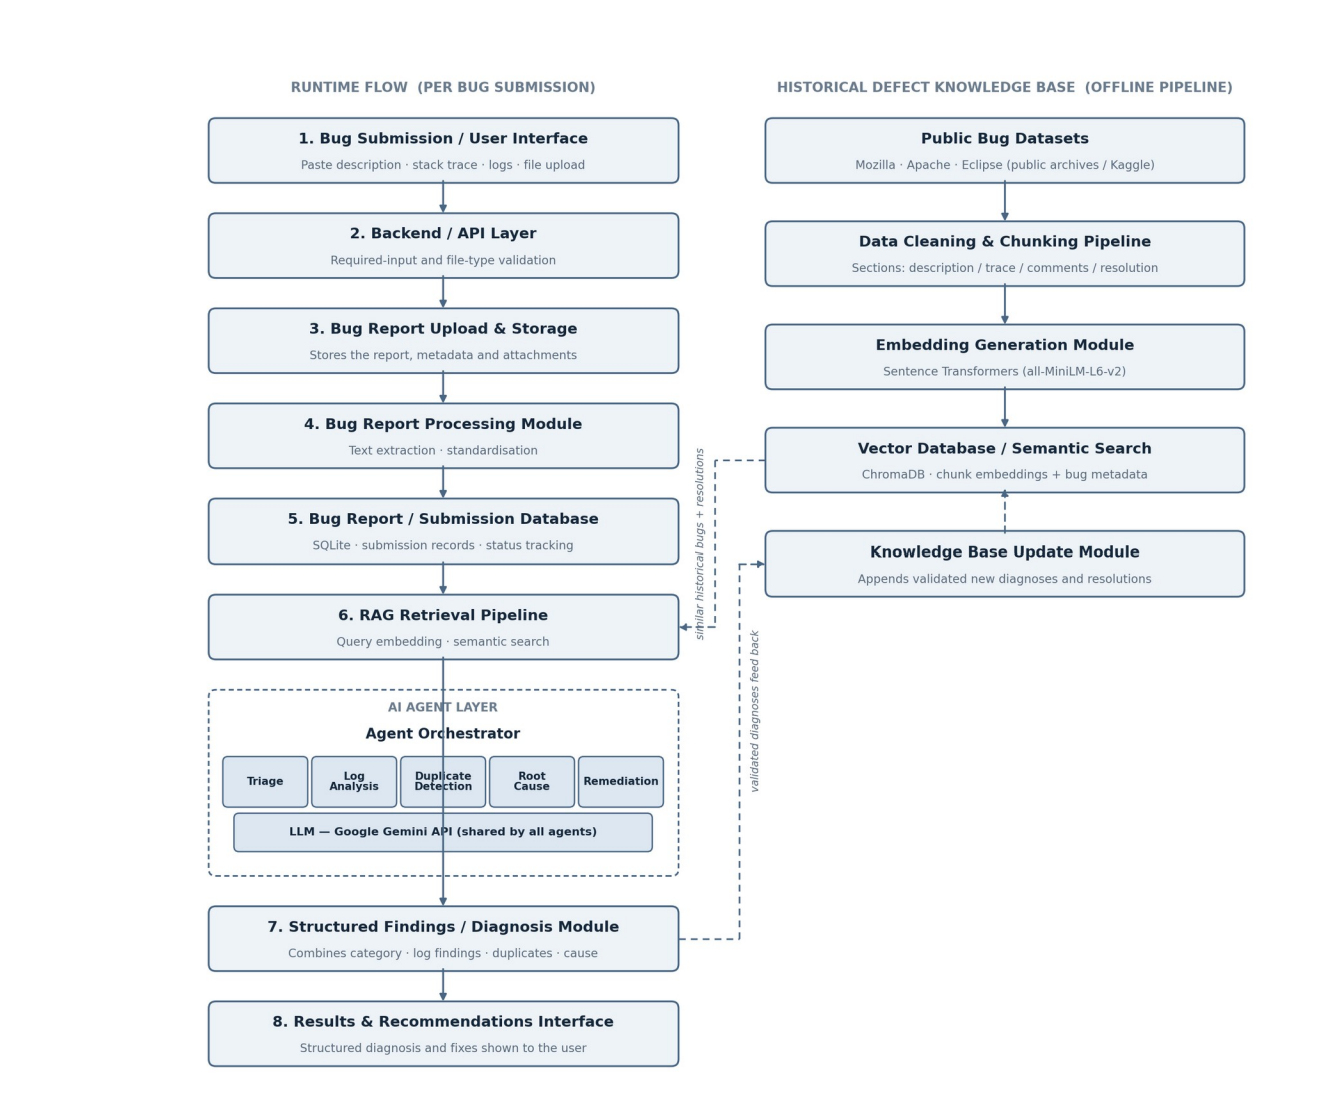 RUNTIME FLOW (PER BUG SUBMISSION)
1. Bug Submission / User Interface
Paste description · stack trace · logs · file upload
2. Backend / API Layer
Required-input and file-type validation
3. Bug Report Upload & Storage
Stores the report, metadata and attachments
4. Bug Report Processing Module
Text extraction · standardisation
5. Bug Report / Submission Database
SQLite · submission records · status tracking
6. RAG Retrieval Pipeline
Query embedding · semantic search
AI AGENT LAYER
Agent Orchestrator
Triage
Log
Analysis
Duplicate
Detection
Root
Cause
Remediation
LLM — Google Gemini API (shared by all agents)
7. Structured Findings / Diagnosis Module
Combines category · log findings · duplicates · cause
8. Results & Recommendations Interface
Structured diagnosis and fixes shown to the user
similar historical bugs + resolutions
validated diagnoses feed back
HISTORICAL DEFECT KNOWLEDGE BASE (OFFLINE PIPELINE)
Public Bug Datasets
Mozilla · Apache · Eclipse (public archives / Kaggle)
Data Cleaning & Chunking Pipeline
Sections: description / trace / comments / resolution
Embedding Generation Module
Sentence Transformers (all-MiniLM-L6-v2)
Vector Database / Semantic Search
ChromaDB · chunk embeddings + bug metadata
Knowledge Base Update Module
Appends validated new diagnoses and resolutions